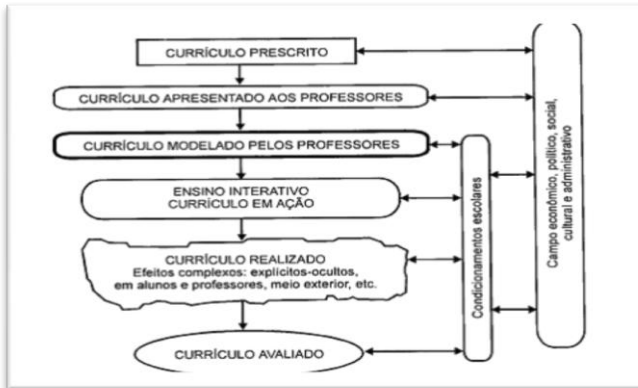 CURRÍCULO PRESCRITO
CURRÍCULO APRESENTADO AOS PROFESSORES
CURRÍCULO MODELADO PELOS PROFESSORES
ENSINO INTERATIVO
CURRÍCULO EM AÇÃO
CURRÍCULO REALIZADO
Efeitos complexos: explícitos-ocultos,
em alunos e professores, meio exterior, etc.
CURRÍCULO AVALIADO
Condicionamentos escolares
Campo econômico, político, social,
cultural e administrativo